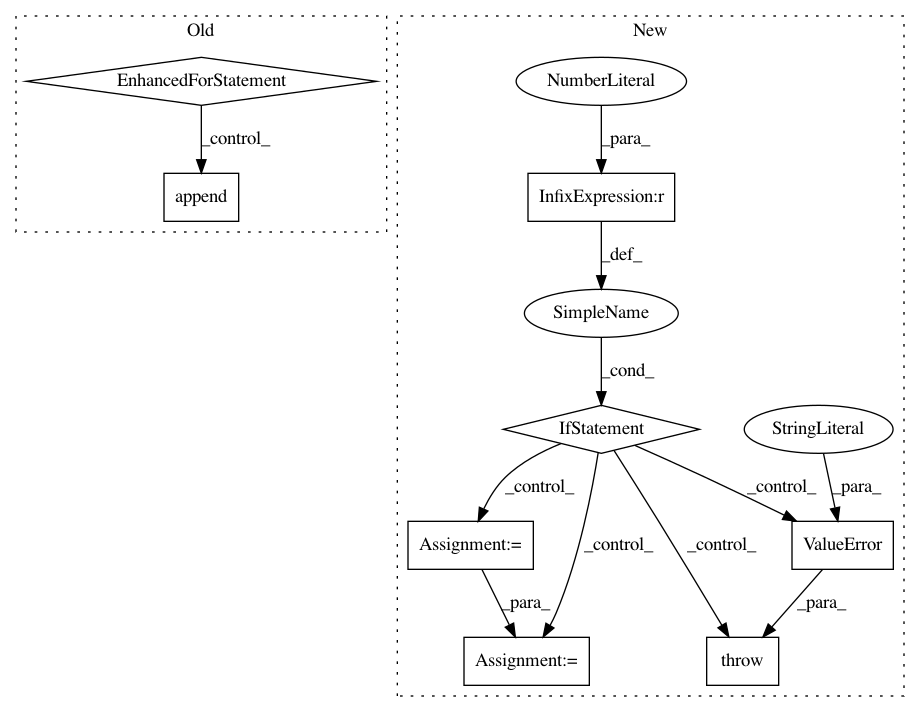 Old
New
EnhancedForStatement
NumberLiteral
_control_
_para_
append
InfixExpression:r
_def_
SimpleName
_cond_
IfStatement
StringLiteral
_control_
_control_
_para_
_control_
_control_
Assignment:=
ValueError
_para_
_para_
Assignment:=
throw